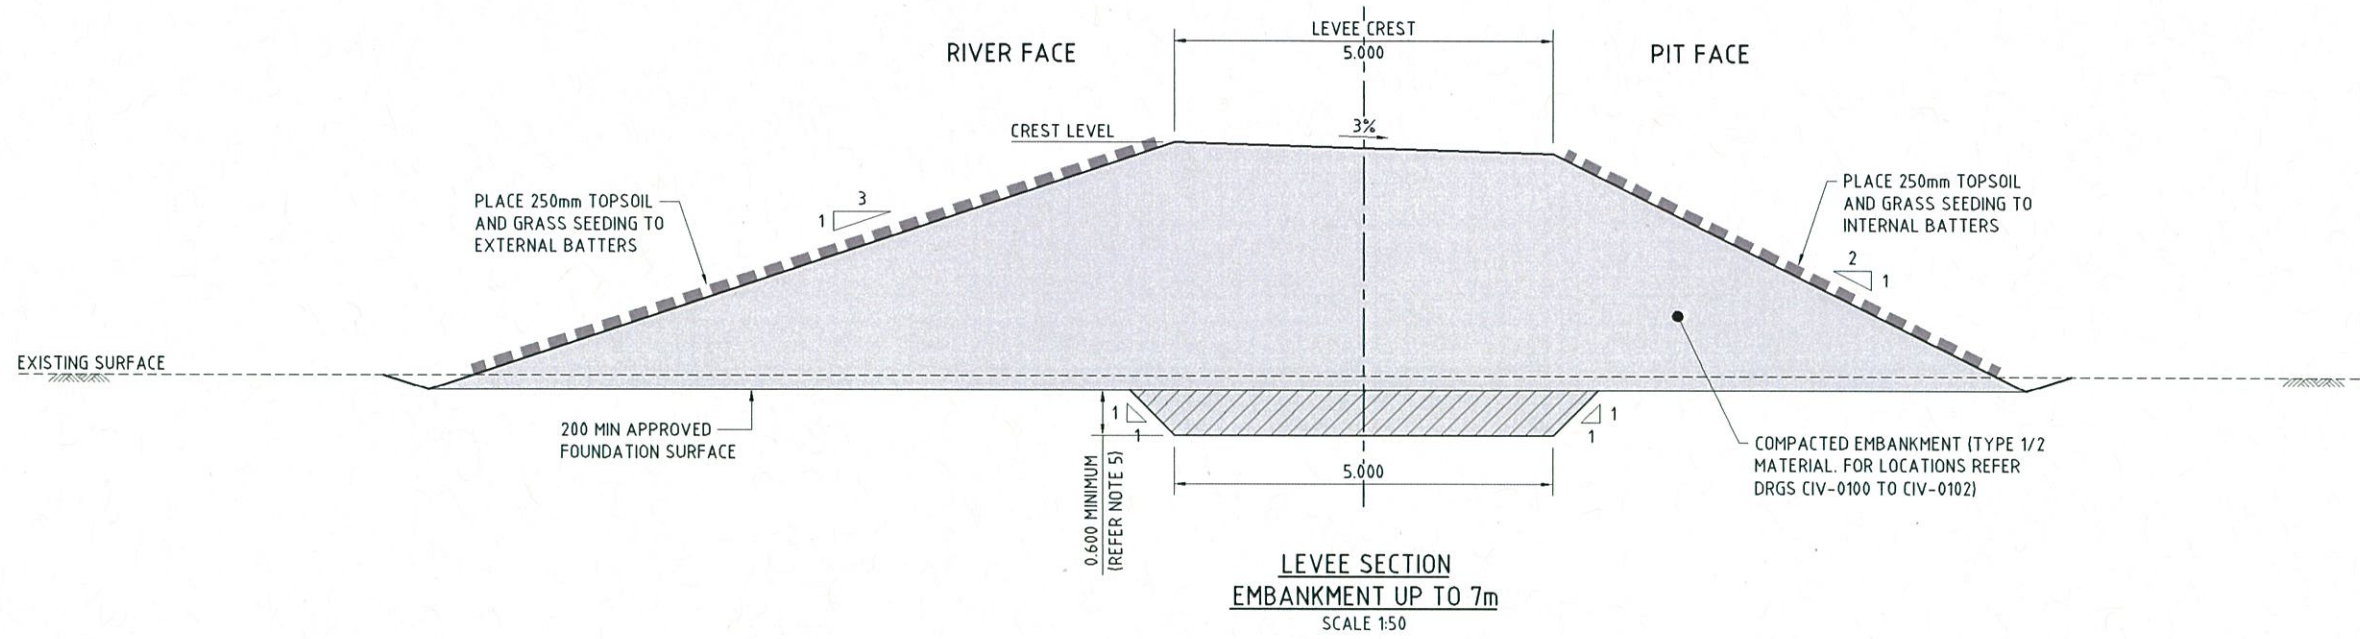 LEVEE CREST
5.000
RIVER FACE
PIT FACE
CREST LEVEL
3%
PLACE 250mm TOPSOIL
AND GRASS SEEDING TO
EXTERNAL BATTERS
3
1
PLACE 250mm TOPSOIL
AND GRASS SEEDING TO
INTERNAL BATTERS
2
1
EXISTING SURFACE
200 MIN APPROVED
FOUNDATION SURFACE
1
1
1
1
0.600 MINIMUM
(REFER NOTE 5)
5.000
COMPACTED EMBANKMENT (TYPE 1/2
MATERIAL. FOR LOCATIONS REFER
DRGS CIV-0100 TO CIV-0102)
LEVEE SECTION
EMBANKMENT UP TO 7m
SCALE 1:50